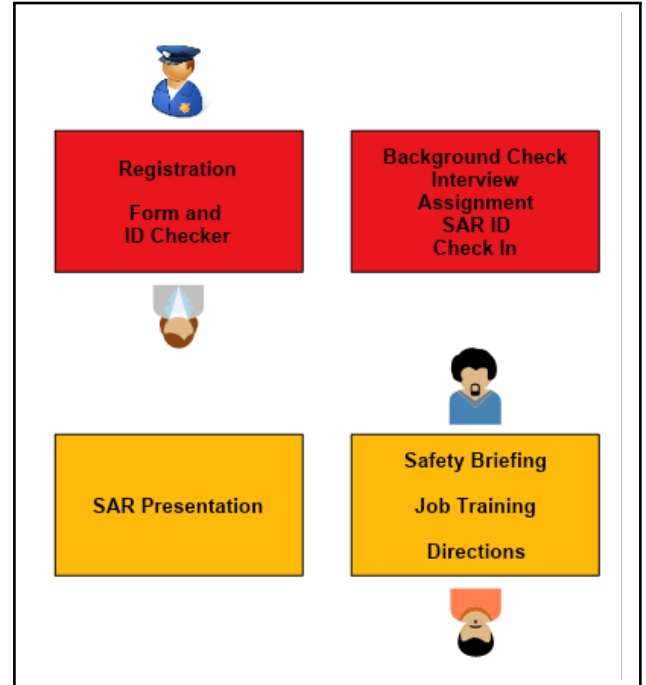 Registration
Form and
ID Checker
Background Check
Interview
Assignment
SAR ID
Check In
SAR Presentation
Safety Briefing
Job Training
Directions